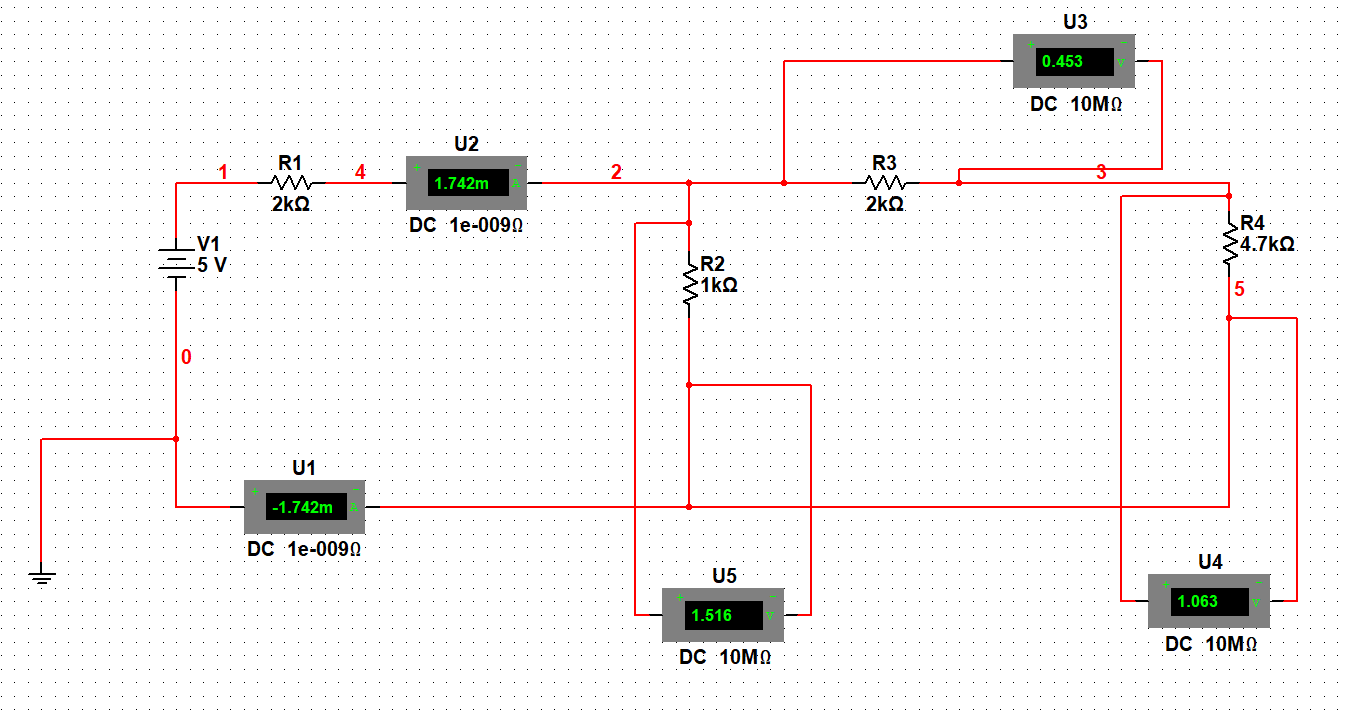 U3
+ −
0.453 V
DC 10MΩ
U2
+ −
1.742m A
DC 1e-009Ω
1
R1
2kΩ
4
2
R3
2kΩ
3
V1
5 V
R2
1kΩ
R4
4.7kΩ
5
0
U1
+ −
-1.742m A
DC 1e-009Ω
U5
+ −
1.516 V
DC 10MΩ
U4
+ −
1.063 V
DC 10MΩ